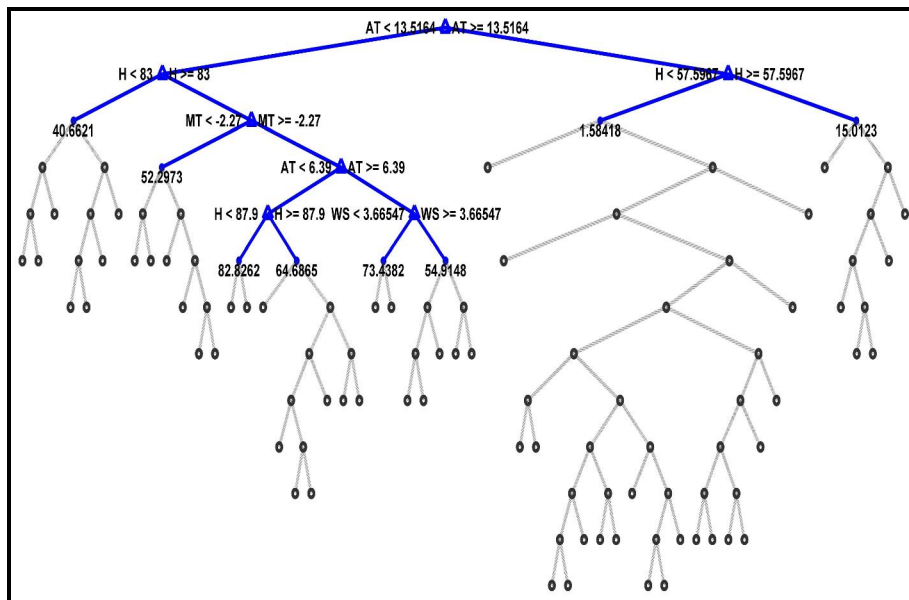 AT < 13.5164 AT >= 13.5164
H < 83 H >= 83 H < 57.5967 H >= 57.5967
40.6621 MT < -2.27 MT >= -2.27 1.58418 15.0123
52.2973 AT < 6.39 AT >= 6.39
H < 87.9 H >= 87.9 WS < 3.66547 WS >= 3.66547
82.8262 64.6865 73.4382 54.9148